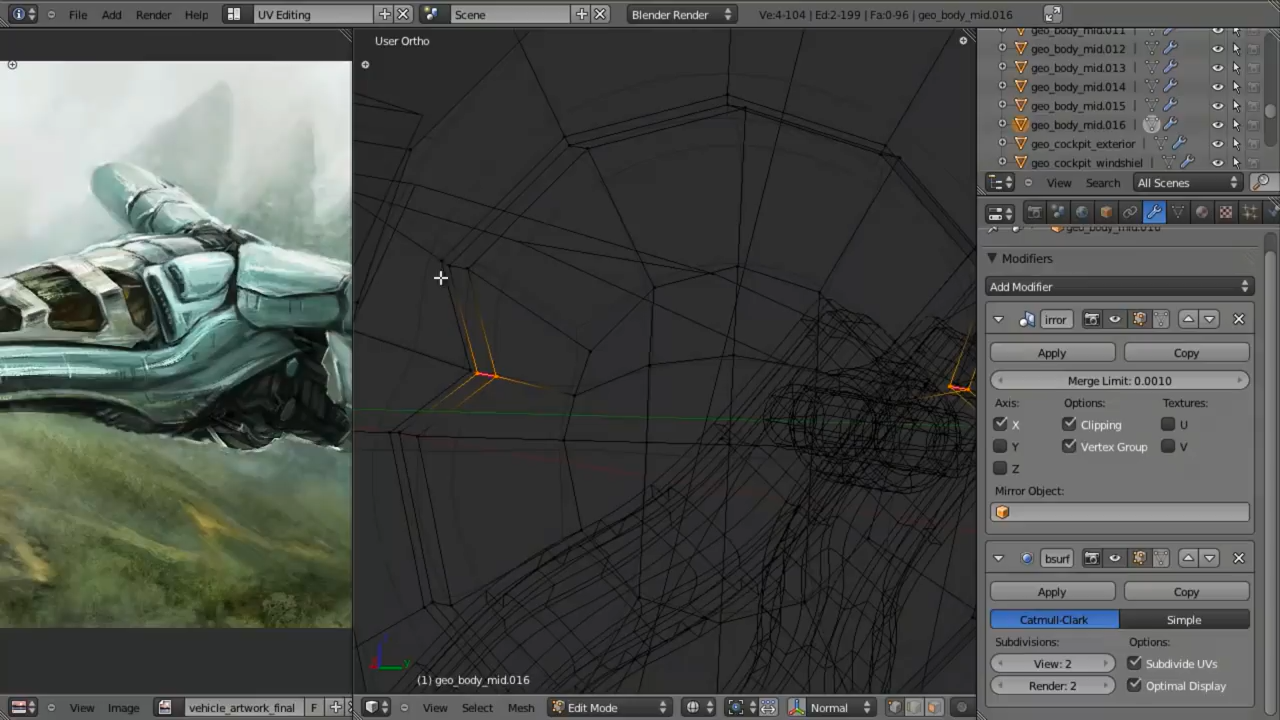 File Add Render Help UV Editing Scene Blender Render Ve:4-104 | Ed:2-199 | Fa:0-96 | geo_body_mid.016
User Ortho
geo_body_mid.011
geo_body_mid.012
geo_body_mid.013
geo_body_mid.014
geo_body_mid.015
geo_body_mid.016
geo_cockpit_exterior
geo_cockpit_windshiel
View Search All Scenes
geo_body_mid.016
Modifiers
Add Modifier
irror
Apply Copy
Merge Limit: 0.0010
Axis: Options: Textures:
X Clipping U
Y Vertex Group V
Z
Mirror Object:
bsurf
Apply Copy
Catmull-Clark Simple
Subdivisions: Options:
View: 2 Subdivide UVs
Render: 2 Optimal Display
z y
(1) geo_body_mid.016
View Image vehicle_artwork_final F View Select Mesh Edit Mode Normal